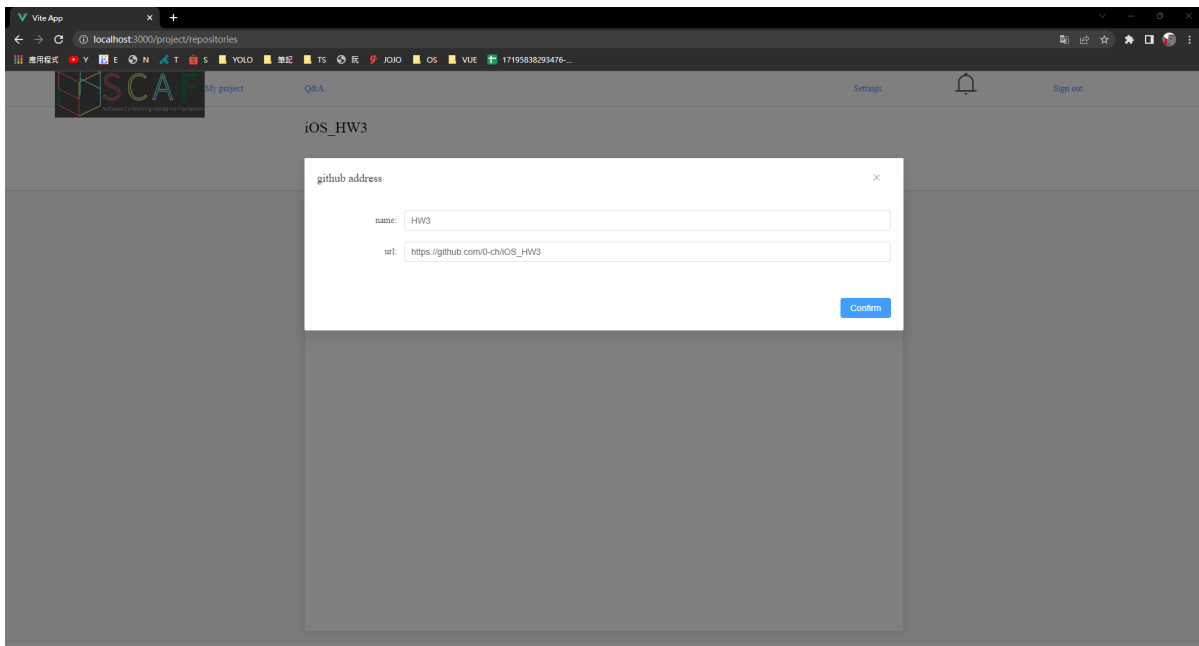 Vite App
localhost:3000/project/repositories
應用程式 Y E N T S YOLO 筆記 TS 阮 JOJO OS VUE 17195838293476-...
SCAF
Software Co-Working Assistance Framework
My project Q&A Settings Sign out
iOS_HW3
github address
name: HW3
url: https://github.com/0-ch/iOS_HW3
Confirm